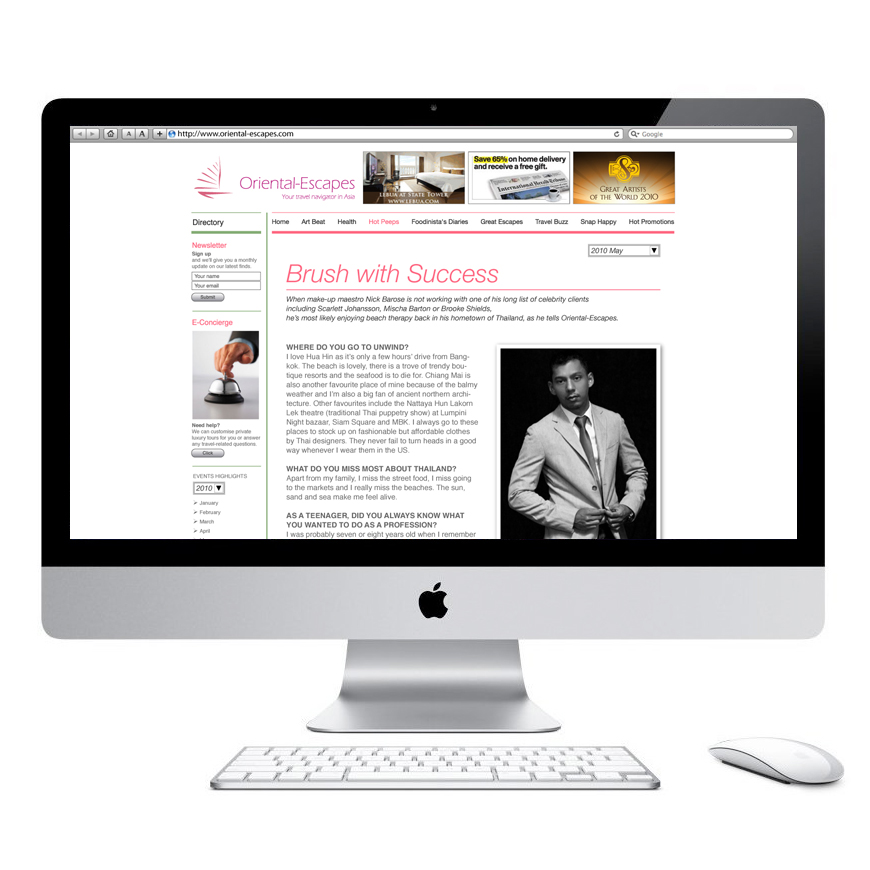 A A + http://www.oriental-escapes.com Google
Oriental-Escapes
Your travel navigator in Asia
LEBUA AT STATE TOWER
WWW.LEBUA.COM
Save 65% on home delivery
and receive a free gift.
International Herald Tribune
GREAT ARTISTS
OF THE WORLD 2010
Directory
Home Art Beat Health Hot Peeps Foodinista's Diaries Great Escapes Travel Buzz Snap Happy Hot Promotions
Newsletter
Sign up
and we'll give you a monthly
update on our latest finds.
Your name
Your email
Submit
E-Concierge
Need help?
We can customise private
luxury tours for you or answer
any travel-related questions.
Click
EVENTS HIGHLIGHTS
2010
January
February
March
April
2010 May
Brush with Success
When make-up maestro Nick Barose is not working with one of his long list of celebrity clients
including Scarlett Johansson, Mischa Barton or Brooke Shields,
he's most likely enjoying beach therapy back in his hometown of Thailand, as he tells Oriental-Escapes.
WHERE DO YOU GO TO UNWIND?
I love Hua Hin as it's only a few hours' drive from Bang-
kok. The beach is lovely, there is a trove of trendy bou-
tique resorts and the seafood is to die for. Chiang Mai is
also another favourite place of mine because of the balmy
weather and I'm also a big fan of ancient northern archi-
tecture. Other favourites include the Nattaya Hun Lakorn
Lek theatre (traditional Thai puppetry show) at Lumpini
Night bazaar, Siam Square and MBK. I always go to these
places to stock up on fashionable but affordable clothes
by Thai designers. They never fail to turn heads in a good
way whenever I wear them in the US.
WHAT DO YOU MISS MOST ABOUT THAILAND?
Apart from my family, I miss the street food, I miss going
to the markets and I really miss the beaches. The sun,
sand and sea make me feel alive.
AS A TEENAGER, DID YOU ALWAYS KNOW WHAT
YOU WANTED TO DO AS A PROFESSION?
I was probably seven or eight years old when I remember